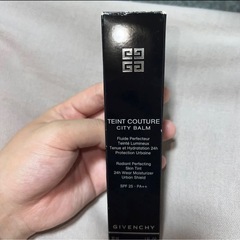 TEINT COUTURE
CITY BALM
Fluide Perfecteur
Teinté Lumineux
Tenue et Hydratation 24h
Protection Urbaine
Radiant Perfecting
Skin Tint
24h Wear Moisturizer
Urban Shield
SPF 25 - PA++
GIVENCHY